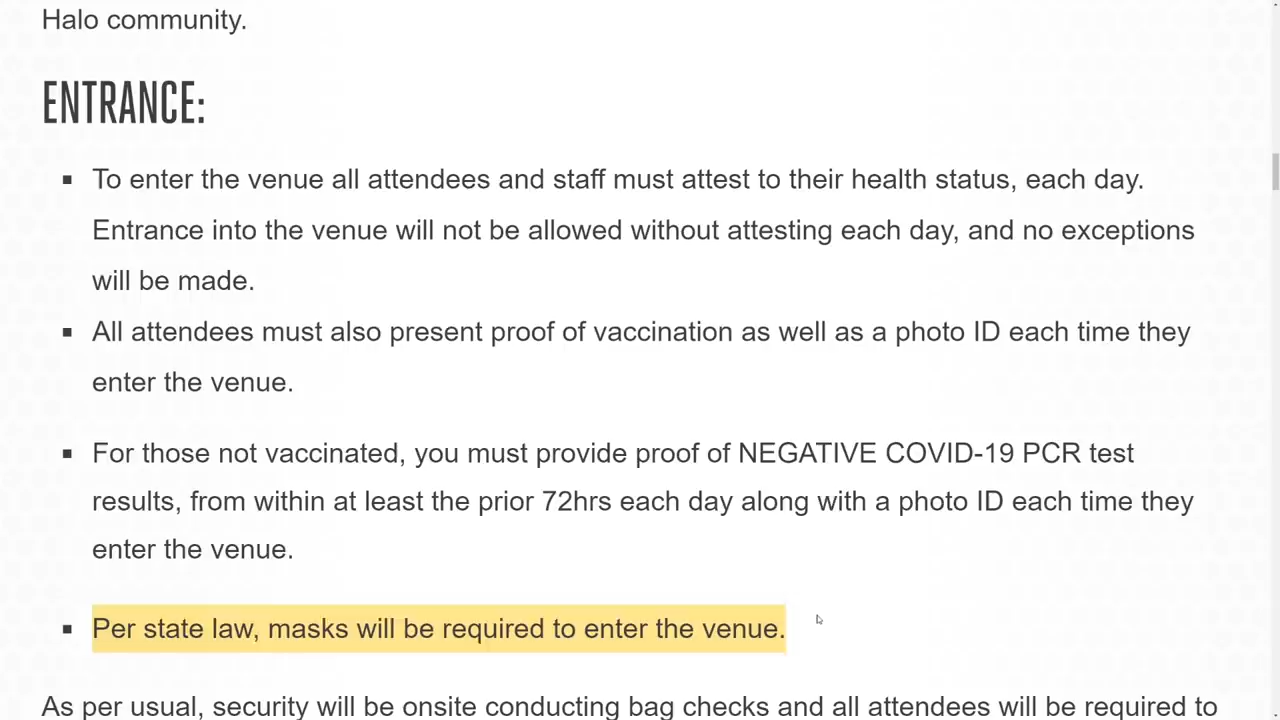 Halo community.
ENTRANCE:
▪ To enter the venue all attendees and staff must attest to their health status, each day.
Entrance into the venue will not be allowed without attesting each day, and no exceptions
will be made.
▪ All attendees must also present proof of vaccination as well as a photo ID each time they
enter the venue.
▪ For those not vaccinated, you must provide proof of NEGATIVE COVID-19 PCR test
results, from within at least the prior 72hrs each day along with a photo ID each time they
enter the venue.
▪ Per state law, masks will be required to enter the venue.
As per usual, security will be onsite conducting bag checks and all attendees will be required to